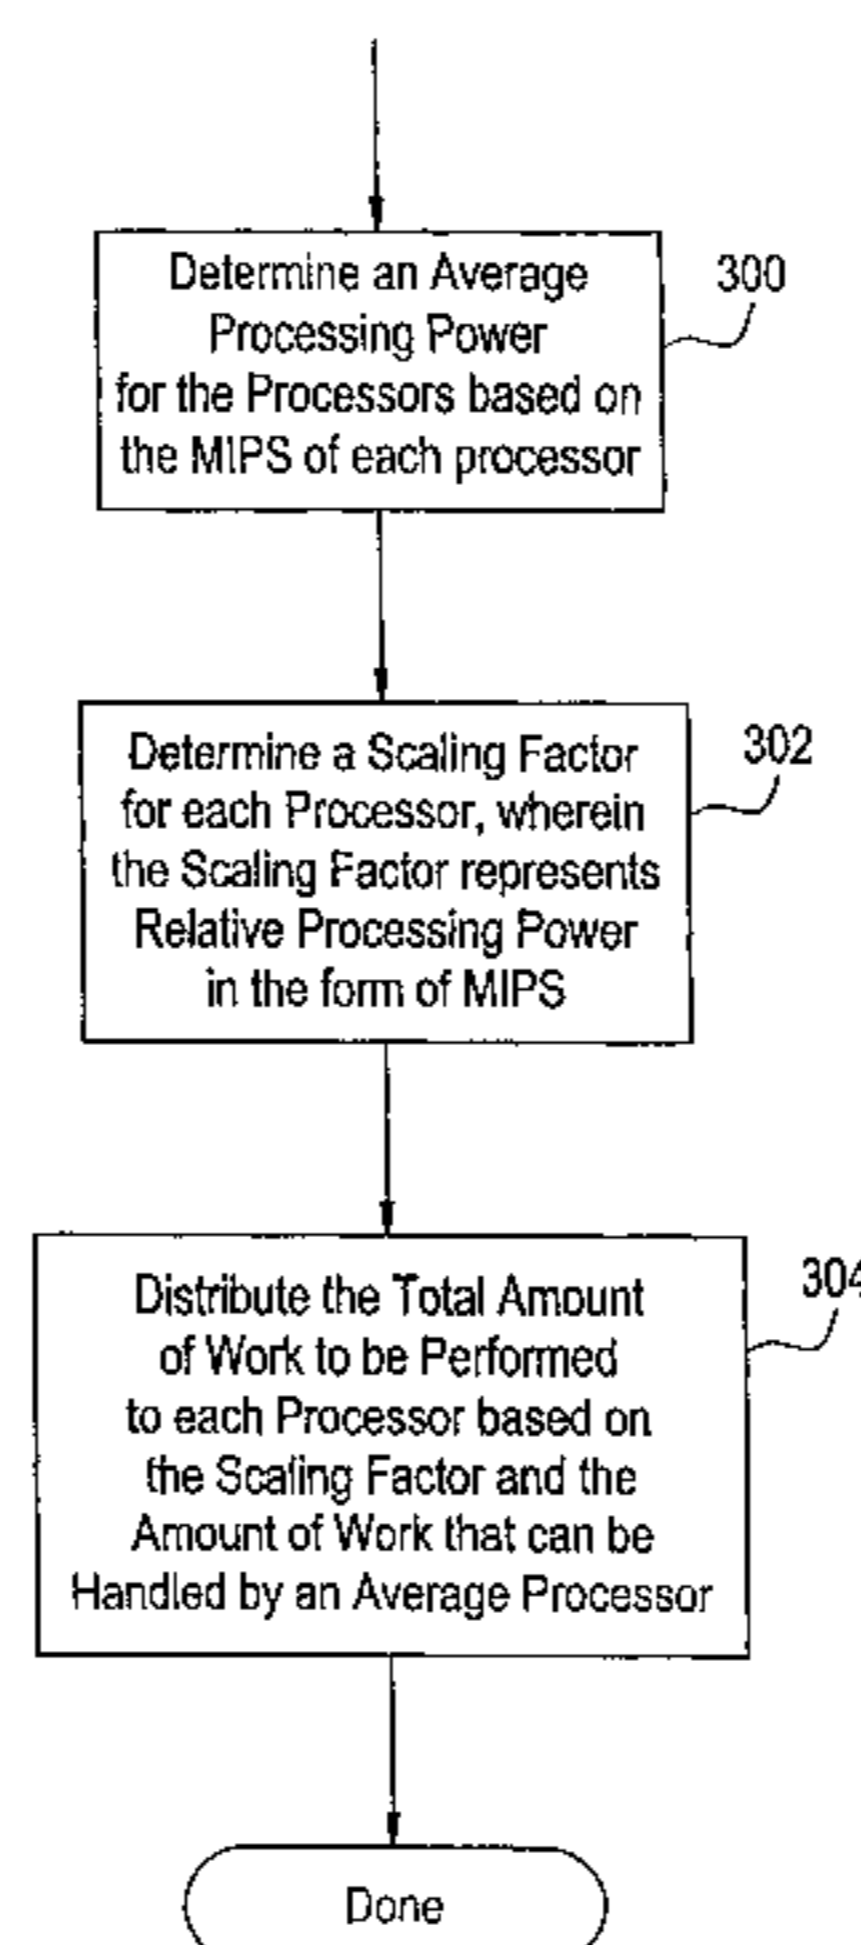 Determine an Average
Processing Power
for the Processors based on
the MIPS of each processor
300
Determine a Scaling Factor
for each Processor, wherein
the Scaling Factor represents
Relative Processing Power
in the form of MIPS
302
Distribute the Total Amount
of Work to be Performed
to each Processor based on
the Scaling Factor and the
Amount of Work that can be
Handled by an Average Processor
304
Done